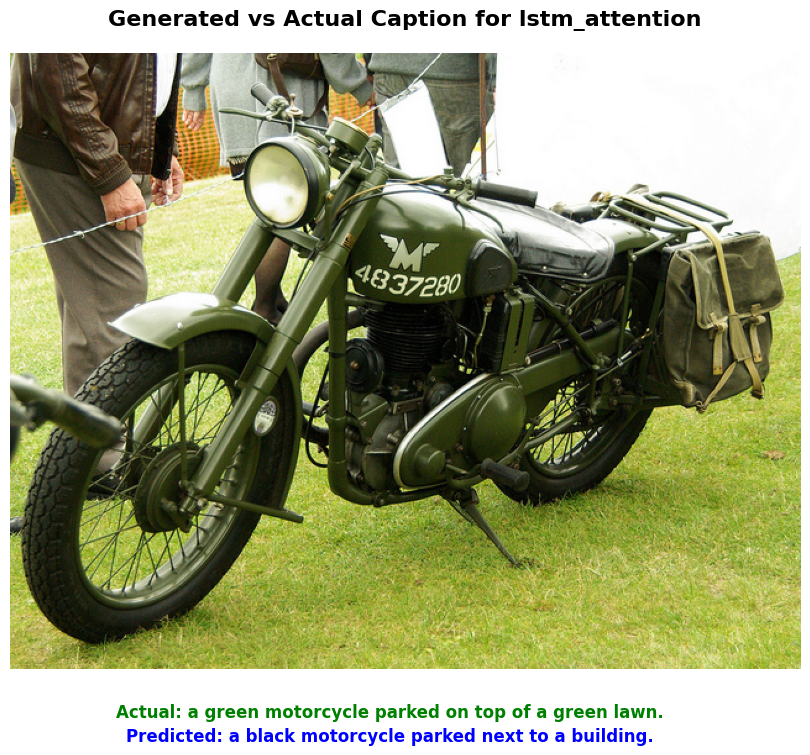 Generated vs Actual Caption for lstm_attention
M
4837280
Actual: a green motorcycle parked on top of a green lawn.
Predicted: a black motorcycle parked next to a building.